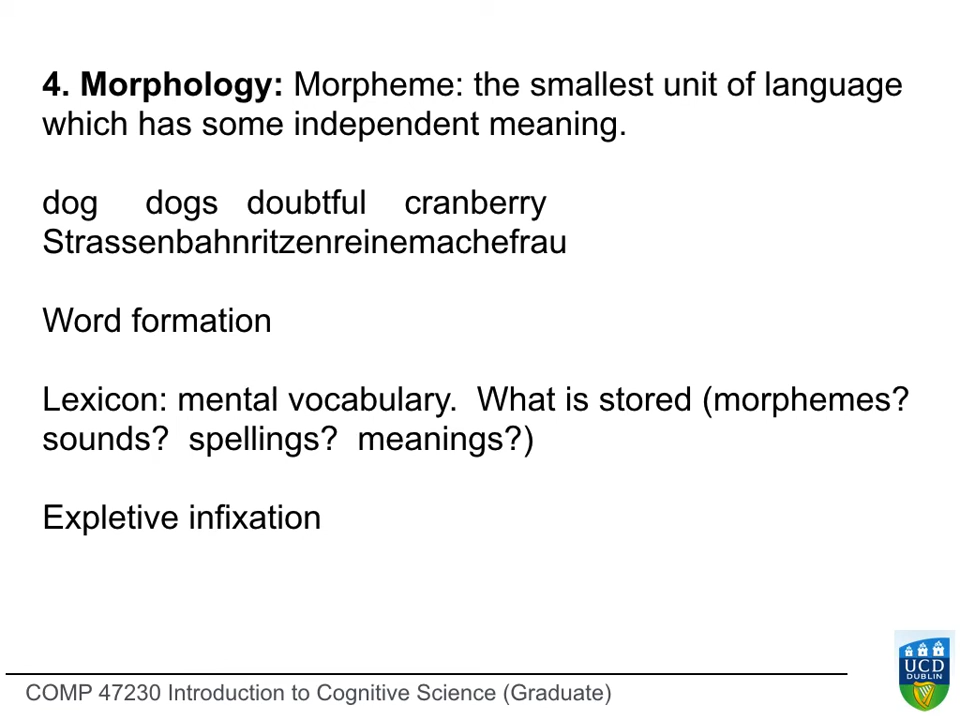 4. Morphology: Morpheme: the smallest unit of language
which has some independent meaning.
dog dogs doubtful cranberry
Strassenbahnritzenreinemachefrau
Word formation
Lexicon: mental vocabulary. What is stored (morphemes?
sounds? spellings? meanings?)
Expletive infixation
COMP 47230 Introduction to Cognitive Science (Graduate)
UCD
DUBLIN